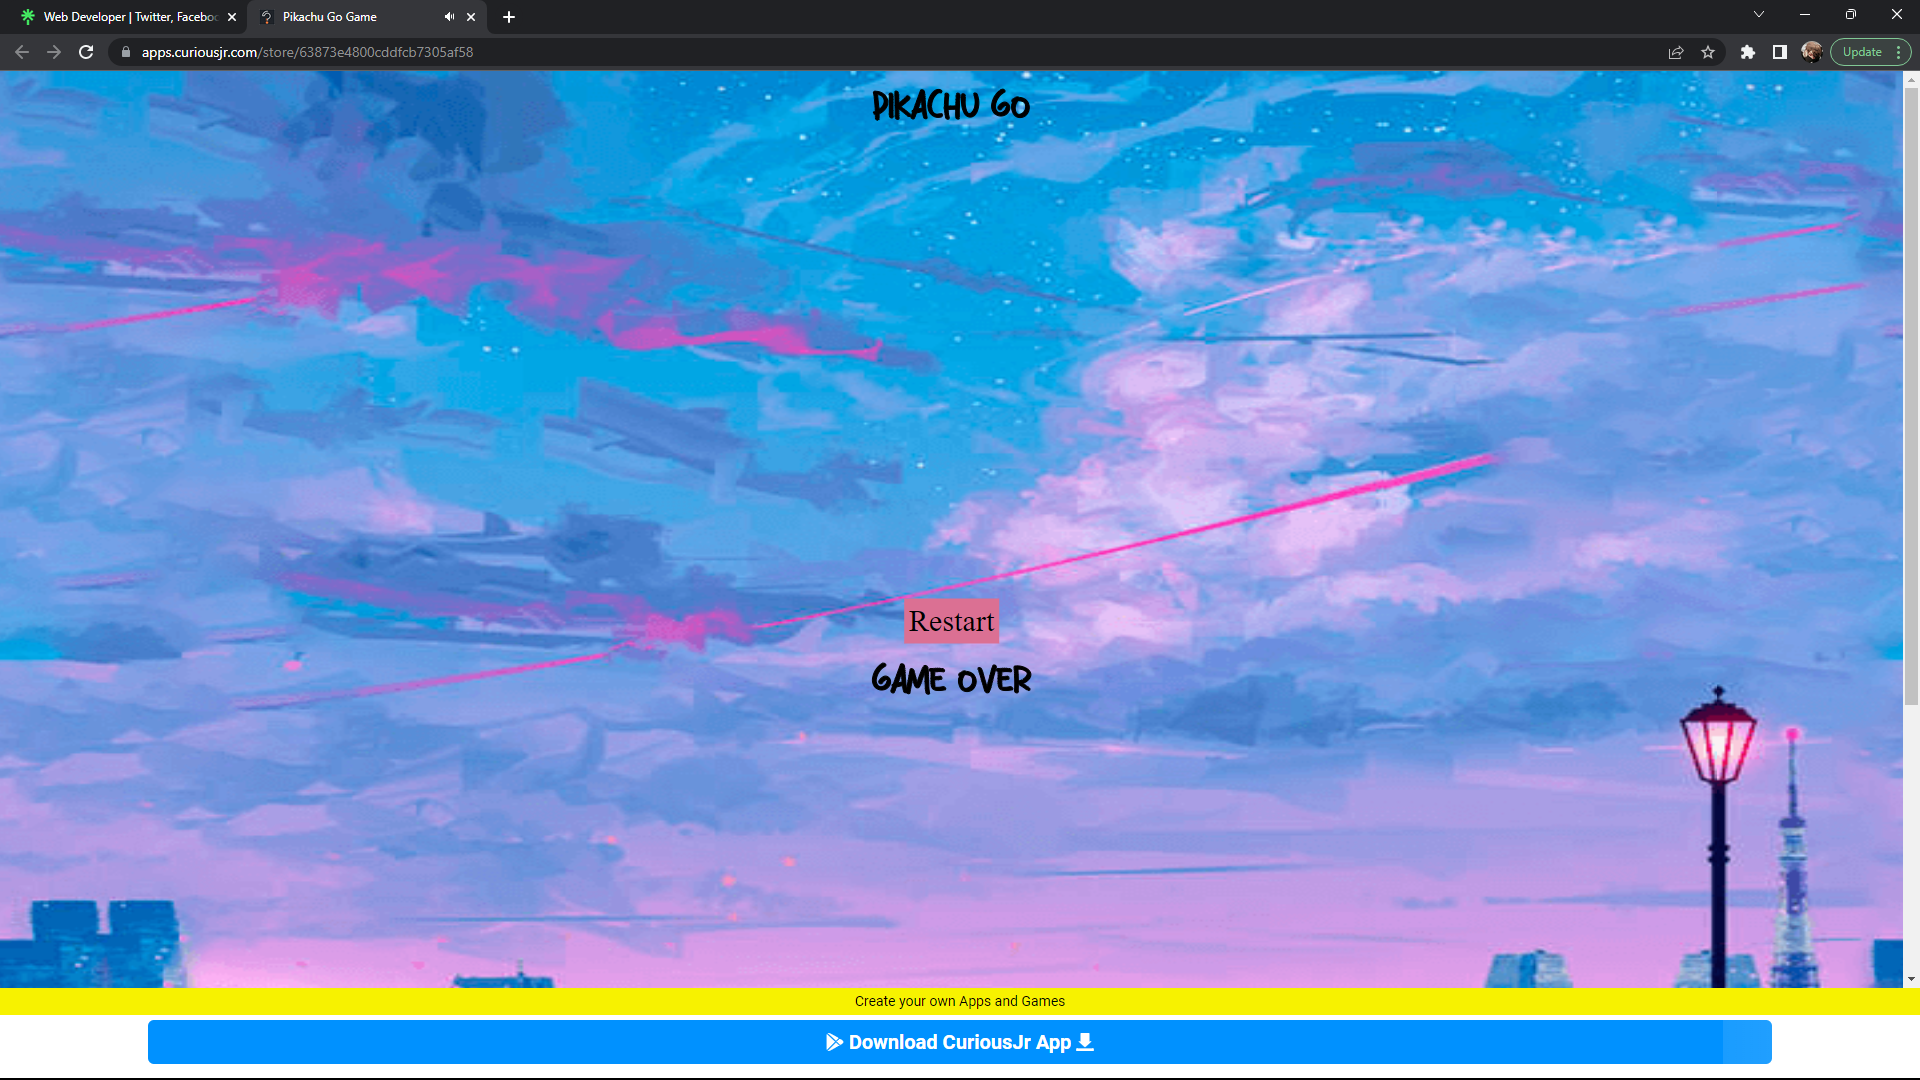 Web Developer | Twitter, Faceboo
Pikachu Go Game
apps.curiousjr.com/store/63873e4800cddfcb7305af58
Update
PIKACHU GO
Restart
GAME OVER
Create your own Apps and Games
Download CuriousJr App